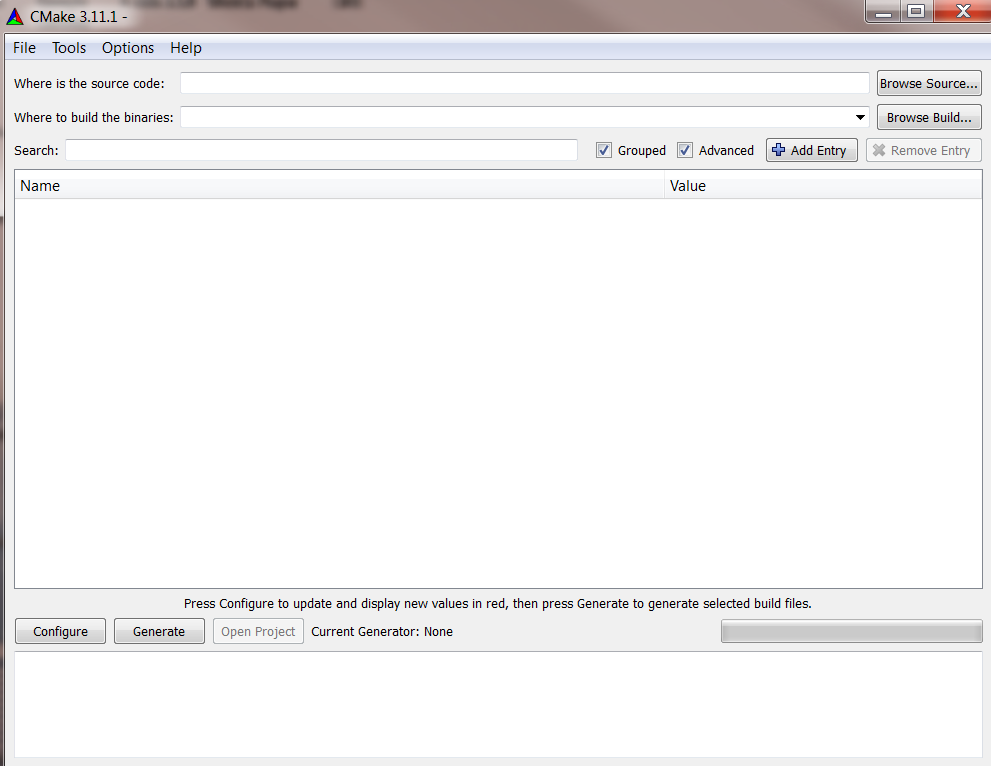 CMake 3.11.1 -
File Tools Options Help
Where is the source code: Browse Source...
Where to build the binaries: Browse Build...
Search: Grouped Advanced Add Entry Remove Entry
Name Value
Press Configure to update and display new values in red, then press Generate to generate selected build files.
Configure Generate Open Project Current Generator: None